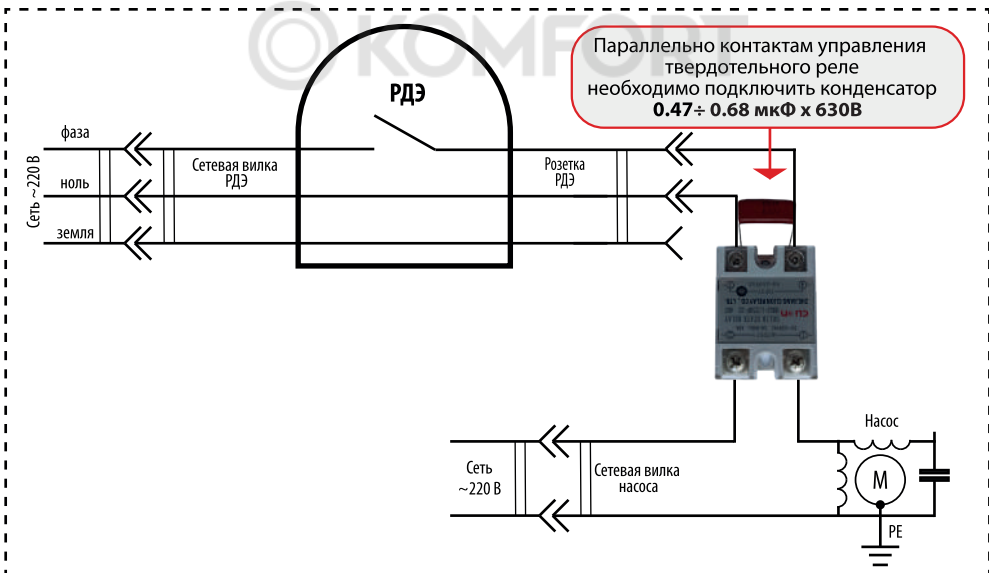 KOMFORT
РДЭ
Параллельно контактам управления
твердотельного реле
необходимо подключить конденсатор
0.47÷ 0.68 мкФ х 630В
Сеть ~220 В
фаза
ноль
земля
Сетевая вилка
РДЭ
Розетка
РДЭ
Насос
Сеть
~220 В
Сетевая вилка
насоса
М
PE